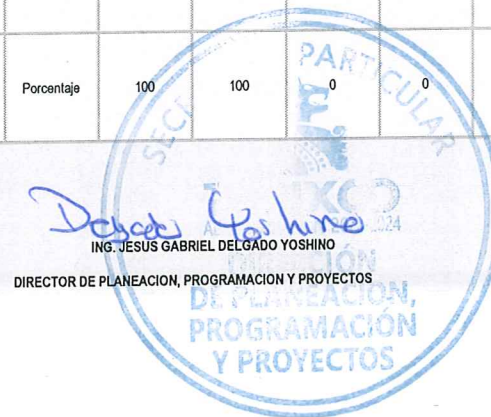 Porcentaje 100 100 0 0
Delgado Yoshino
ING. JESUS GABRIEL DELGADO YOSHINO
DIRECTOR DE PLANEACION, PROGRAMACION Y PROYECTOS
PARTICULAR
DIRECCIÓN
DE PLANEACIÓN,
PROGRAMACIÓN
Y PROYECTOS